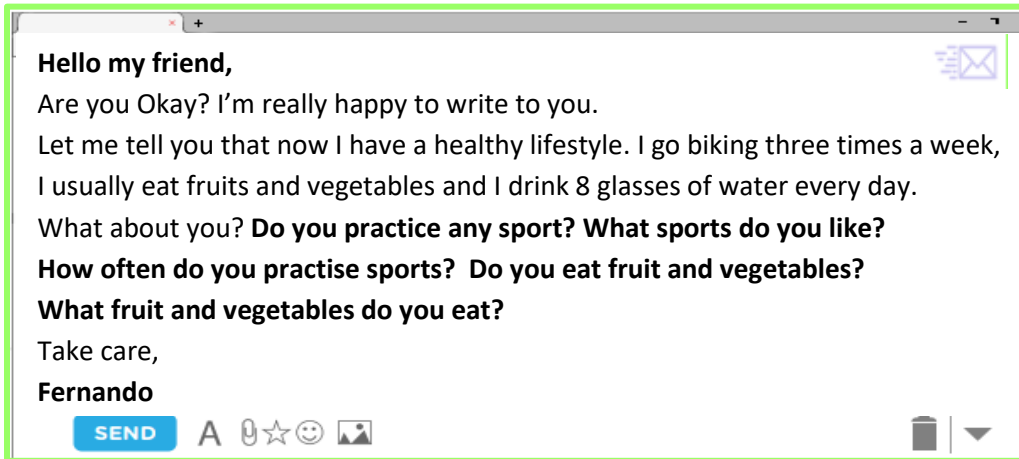 Hello my friend,
Are you Okay? I’m really happy to write to you.
Let me tell you that now I have a healthy lifestyle. I go biking three times a week,
I usually eat fruits and vegetables and I drink 8 glasses of water every day.
What about you? Do you practice any sport? What sports do you like?
How often do you practise sports?  Do you eat fruit and vegetables?
What fruit and vegetables do you eat?
Take care,
Fernando
SEND A